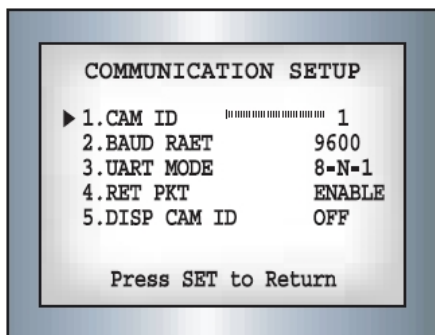 COMMUNICATION SETUP
▶1.CAM ID 1
2.BAUD RAET 9600
3.UART MODE 8-N-1
4.RET PKT ENABLE
5.DISP CAM ID OFF
Press SET to Return